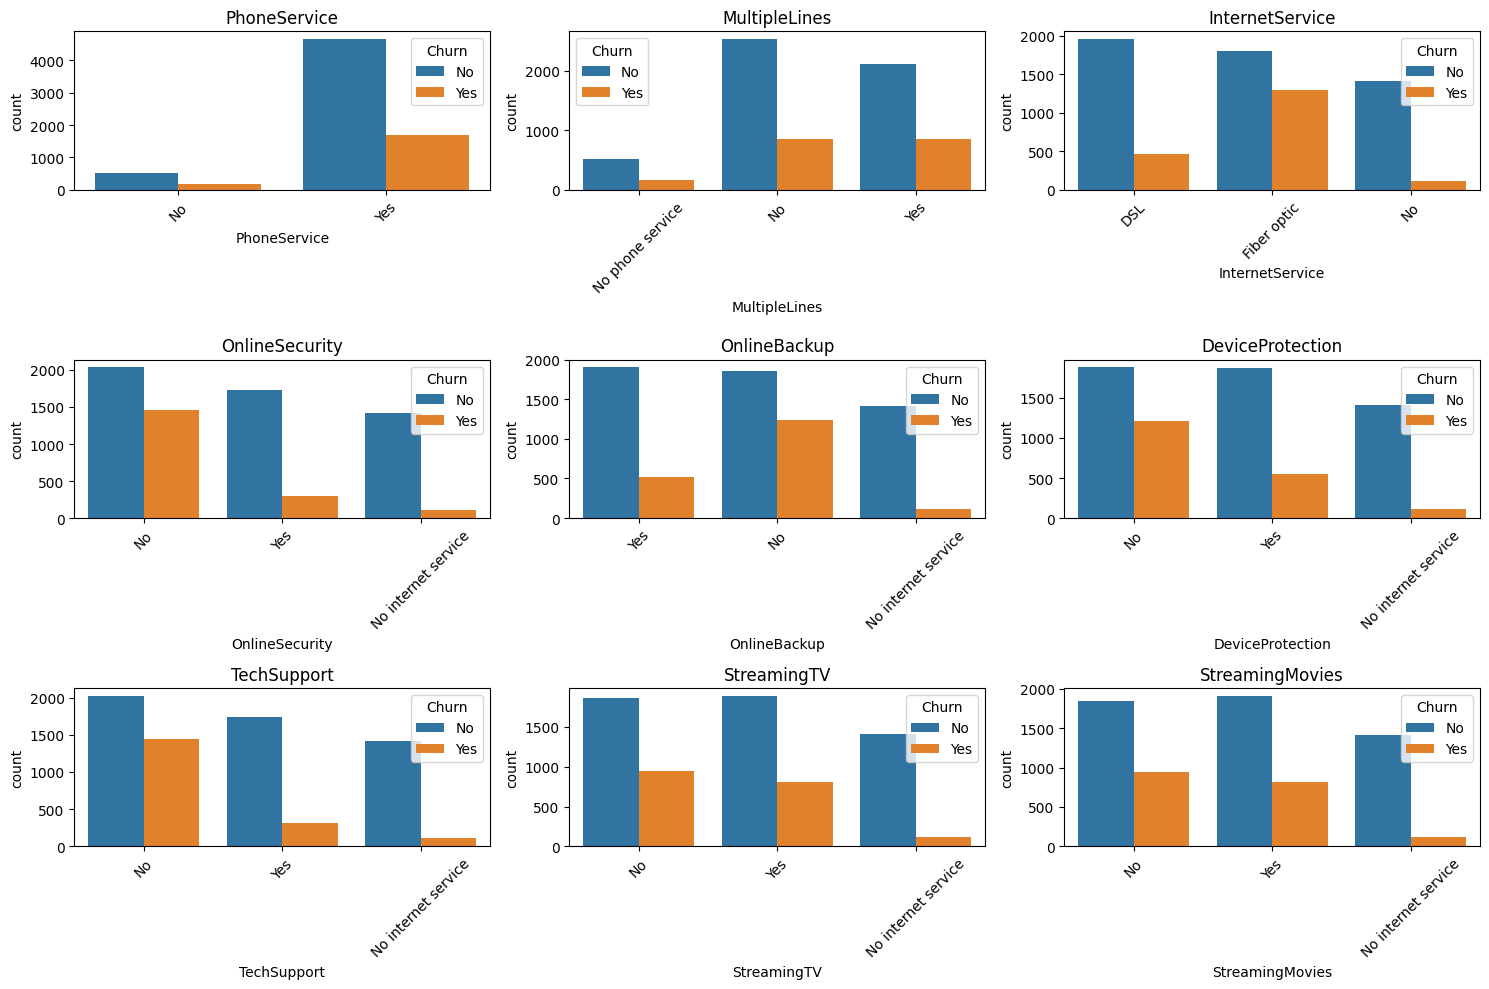 PhoneService
4000
3000
2000
1000
0
count
Churn
No
Yes
No
Yes
PhoneService
MultipleLines
2000
1000
0
count
Churn
No
Yes
No phone service
No
Yes
MultipleLines
InternetService
2000
1500
1000
500
0
count
Churn
No
Yes
DSL
Fiber optic
No
InternetService
OnlineSecurity
2000
1500
1000
500
0
count
Churn
No
Yes
No
Yes
No internet service
OnlineSecurity
OnlineBackup
2000
1500
1000
500
0
count
Churn
No
Yes
Yes
No
No internet service
OnlineBackup
DeviceProtection
1500
1000
500
0
count
Churn
No
Yes
No
Yes
No internet service
DeviceProtection
TechSupport
2000
1500
1000
500
0
count
Churn
No
Yes
No
Yes
No internet service
TechSupport
StreamingTV
1500
1000
500
0
count
Churn
No
Yes
No
Yes
No internet service
StreamingTV
StreamingMovies
2000
1500
1000
500
0
count
Churn
No
Yes
No
Yes
No internet service
StreamingMovies